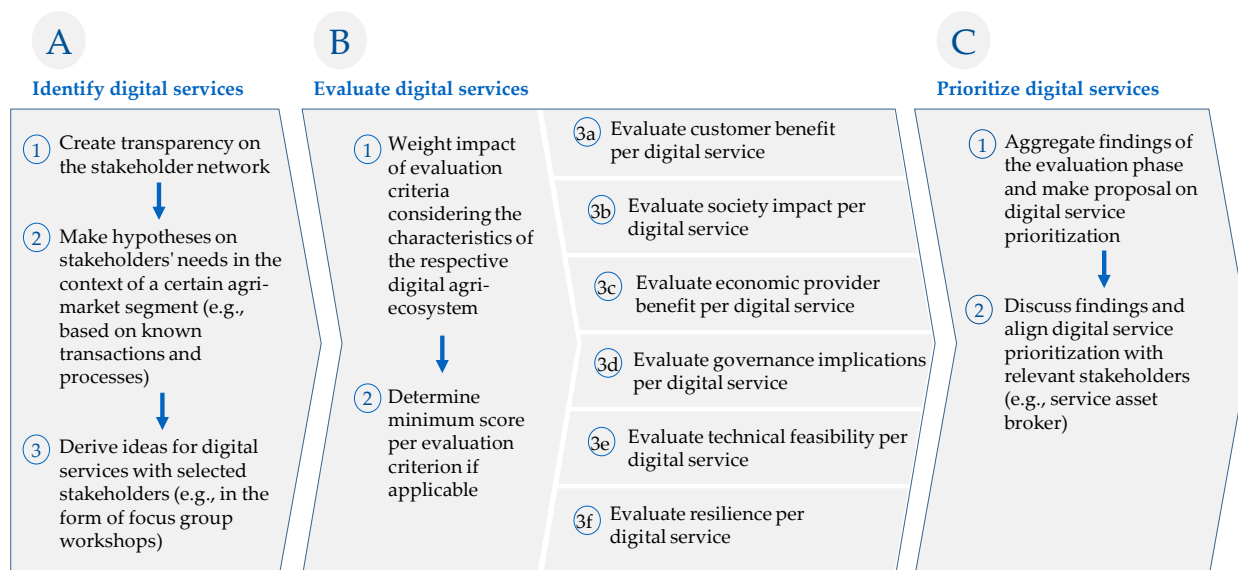 A
Identify digital services
1 Create transparency on
the stakeholder network
2 Make hypotheses on
stakeholders' needs in the
context of a certain agri-
market segment (e.g.,
based on known
transactions and
processes)
3 Derive ideas for digital
services with selected
stakeholders (e.g., in the
form of focus group
workshops)
B
Evaluate digital services
1 Weight impact
of evaluation
criteria
considering the
characteristics of
the respective
digital agri-
ecosystem
2 Determine
minimum score
per evaluation
criterion if
applicable
3a Evaluate customer benefit
per digital service
3b Evaluate society impact per
digital service
3c Evaluate economic provider
benefit per digital service
3d Evaluate governance implications
per digital service
3e Evaluate technical feasibility per
digital service
3f Evaluate resilience per
digital service
C
Prioritize digital services
1 Aggregate findings of
the evaluation phase
and make proposal on
digital service
prioritization
2 Discuss findings and
align digital service
prioritization with
relevant stakeholders
(e.g., service asset
broker)